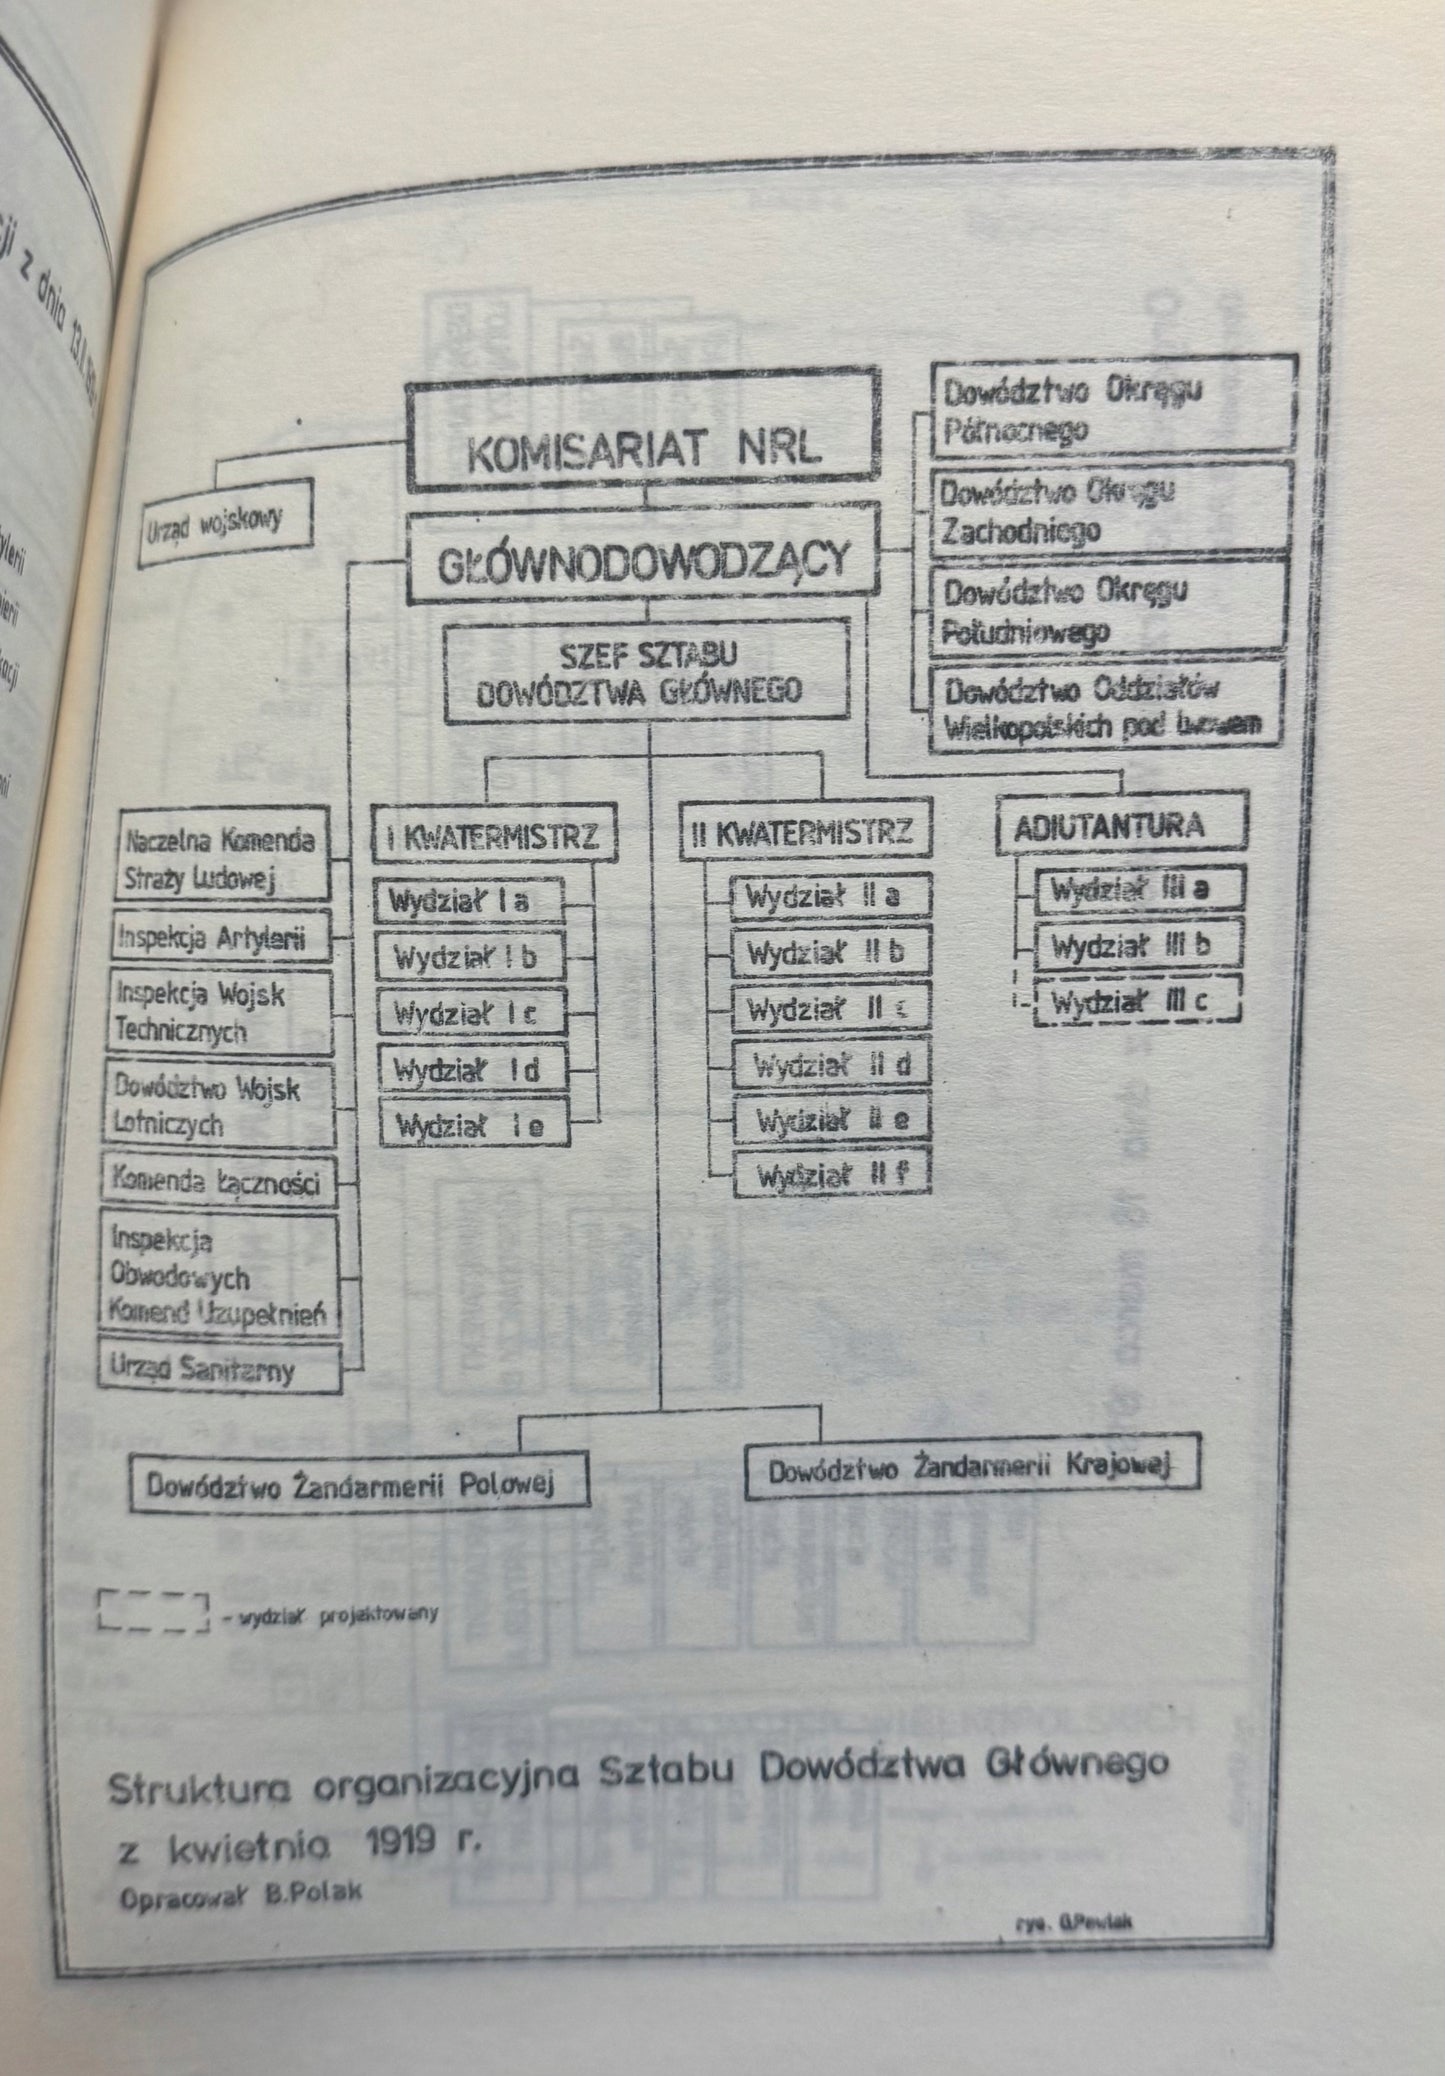 z dnia
KOMISARIAT NRL
Urząd wojskowy
GŁÓWNODOWODZĄCY
SZEF SZTABU
DOWÓDZTWA GŁÓWNEGO
Dowództwo Okręgu
Północnego
Dowództwo Okręgu
Zachodniego
Dowództwo Okręgu
Południowego
Dowództwo Oddziałów
Wielkopolskich pod Lwowem
Naczelna Komenda
Straży Ludowej
Inspekcja Artylerii
Inspekcja Wojsk
Technicznych
Dowództwo Wojsk
Lotniczych
Komenda Łączności
Inspekcja
Obwodowych
Komend Uzupełnień
Urząd Sanitarny
I KWATERMISTRZ
Wydział I a
Wydział I b
Wydział I c
Wydział I d
Wydział I e
II KWATERMISTRZ
Wydział II a
Wydział II b
Wydział II c
Wydział II d
Wydział II e
Wydział II f
ADIUTANTURA
Wydział III a
Wydział III b
Wydział III c
Dowództwo Żandarmerii Polowej
Dowództwo Żandarmerii Krajowej
- wydział projektowany
Struktura organizacyjna Sztabu Dowództwa Głównego
z kwietnia 1919 r.
Opracował B.Polak
rys.